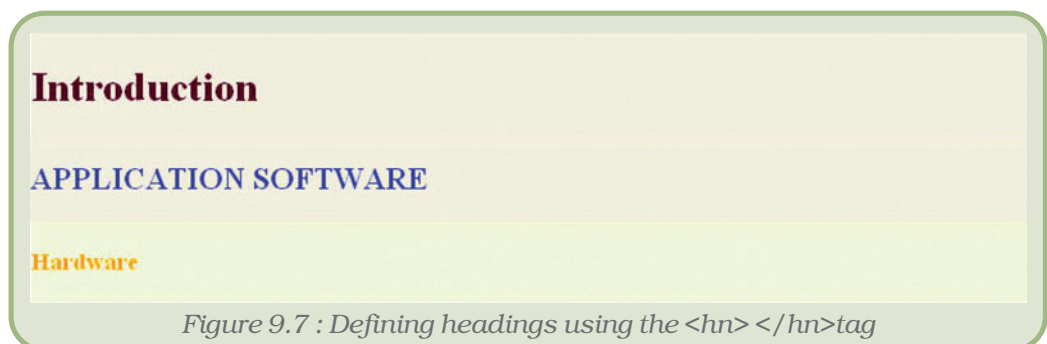 Introduction
APPLICATION SOFTWARE
Hardware
Figure 9.7 : Defining headings using the <hn> </hn>tag